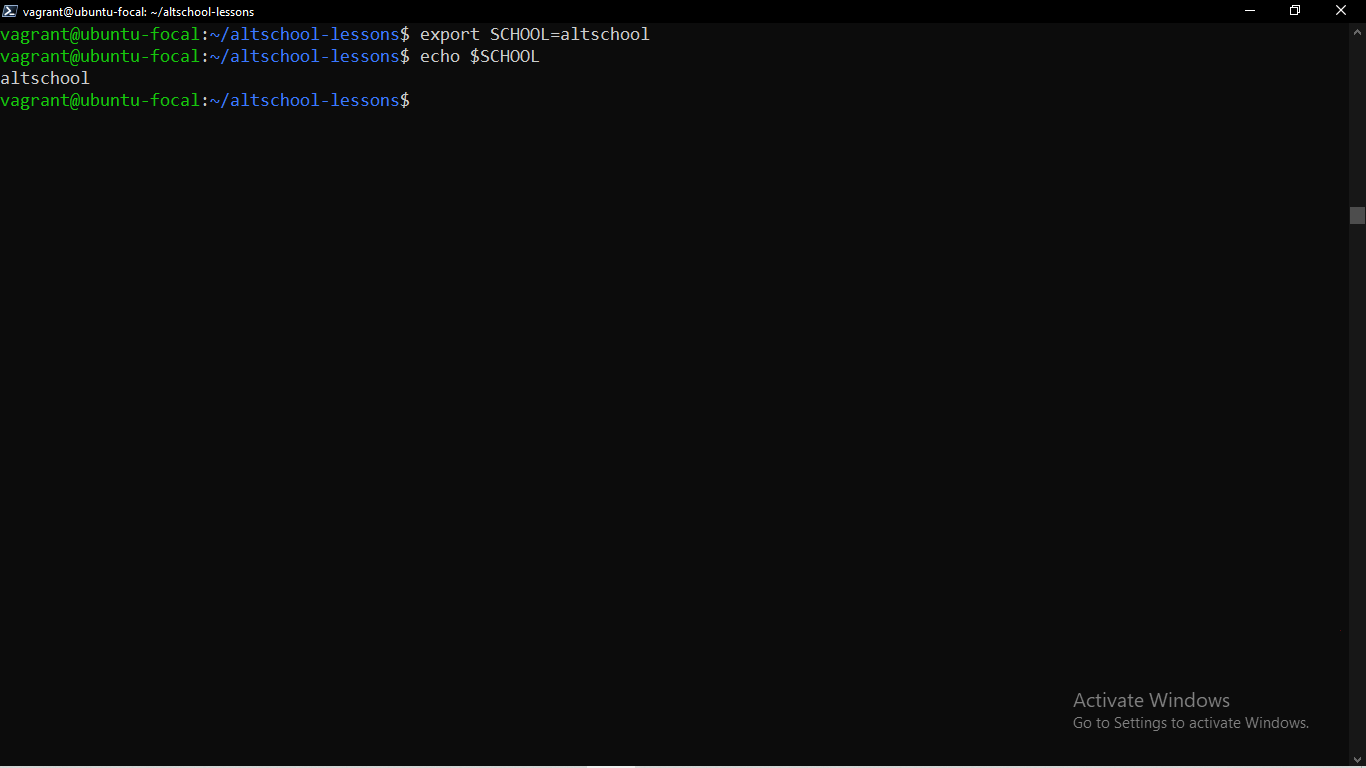 vagrant@ubuntu-focal: ~/altschool-lessons
vagrant@ubuntu-focal:~/altschool-lessons$ export SCHOOL=altschool
vagrant@ubuntu-focal:~/altschool-lessons$ echo $SCHOOL
altschool
vagrant@ubuntu-focal:~/altschool-lessons$
Activate Windows
Go to Settings to activate Windows.